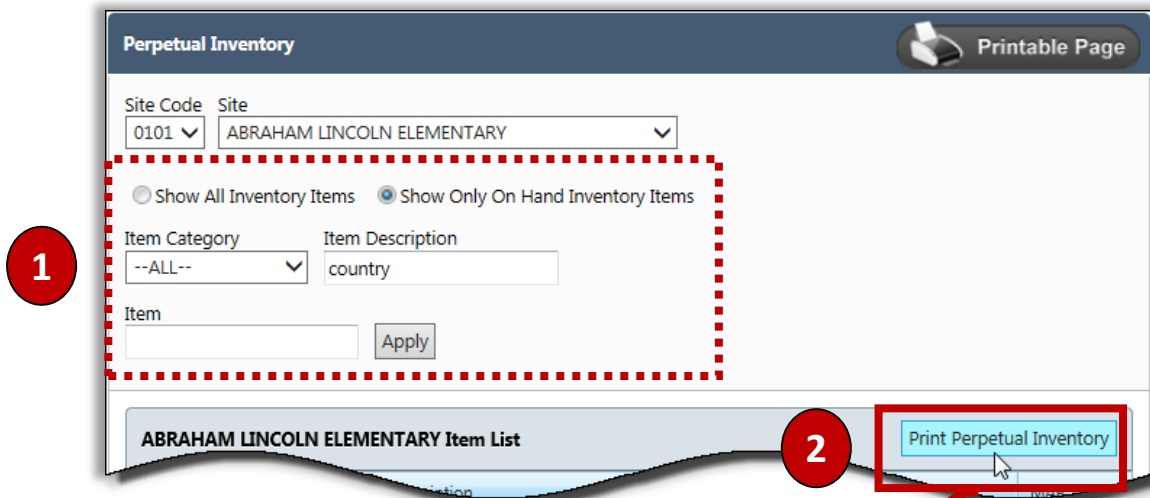 Perpetual Inventory
Printable Page
Site Code Site
0101 ABRAHAM LINCOLN ELEMENTARY
Show All Inventory Items Show Only On Hand Inventory Items
1
Item Category Item Description
--ALL-- country
Item
Apply
ABRAHAM LINCOLN ELEMENTARY Item List
2
Print Perpetual Inventory